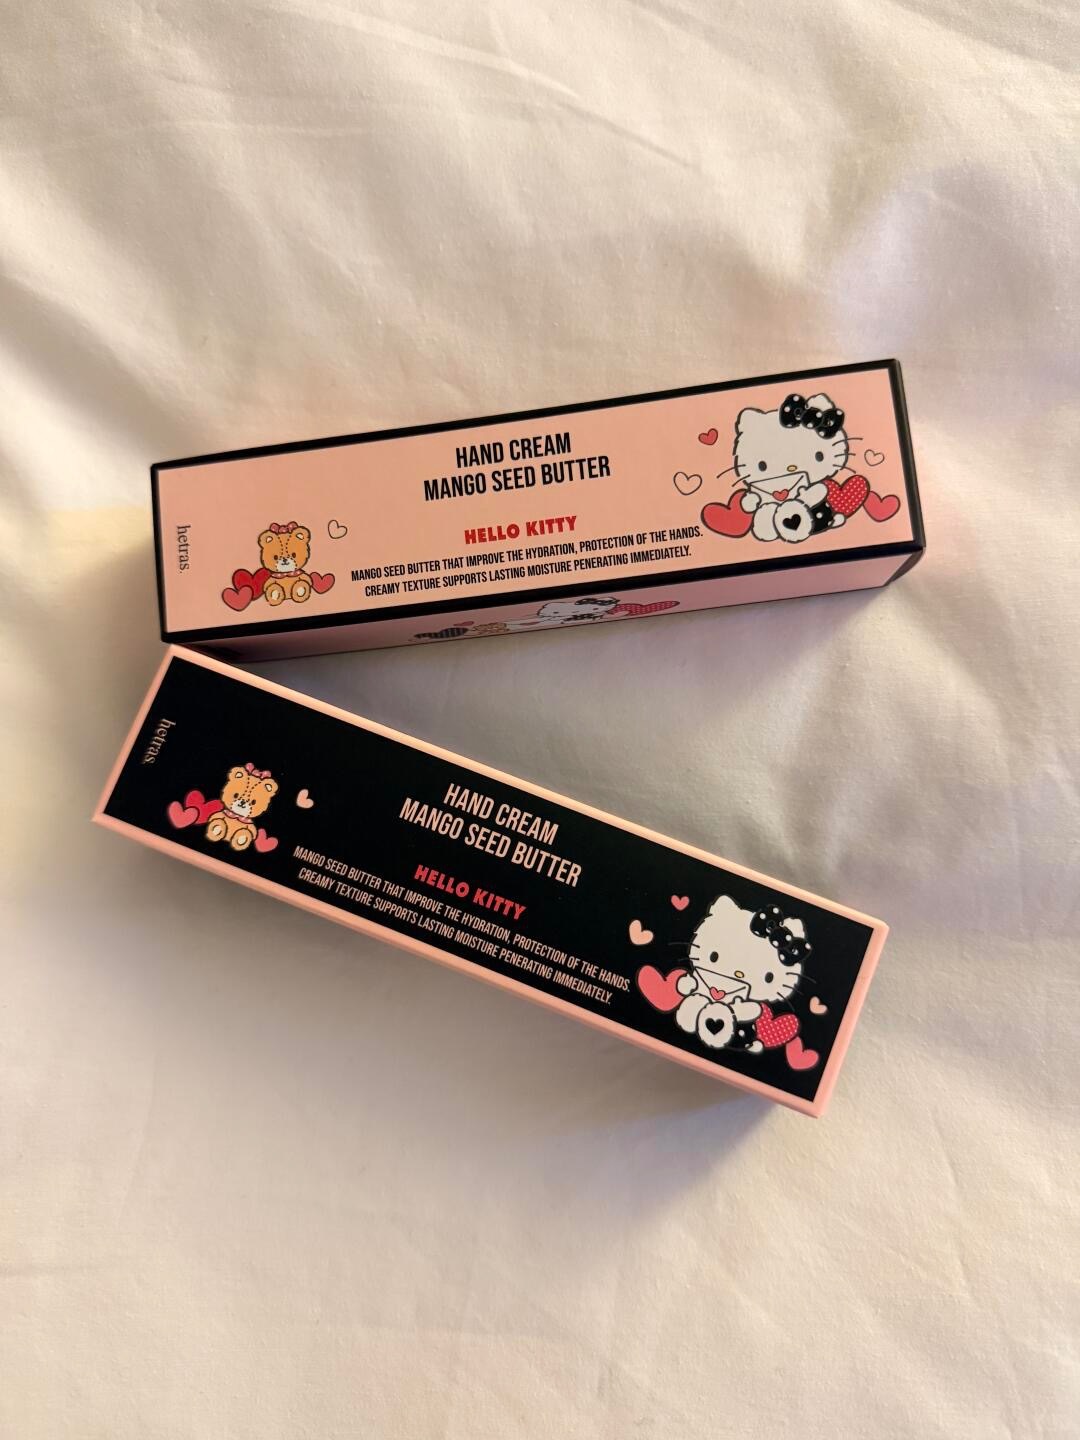 HAND CREAM
MANGO SEED BUTTER
HELLO KITTY
MANGO SEED BUTTER THAT IMPROVE THE HYDRATION, PROTECTION OF THE HANDS.
CREAMY TEXTURE SUPPORTS LASTING MOISTURE PENERATING IMMEDIATELY.
hetras.
hetras.
HAND CREAM
MANGO SEED BUTTER
HELLO KITTY
MANGO SEED BUTTER THAT IMPROVE THE HYDRATION, PROTECTION OF THE HANDS.
CREAMY TEXTURE SUPPORTS LASTING MOISTURE PENERATING IMMEDIATELY.